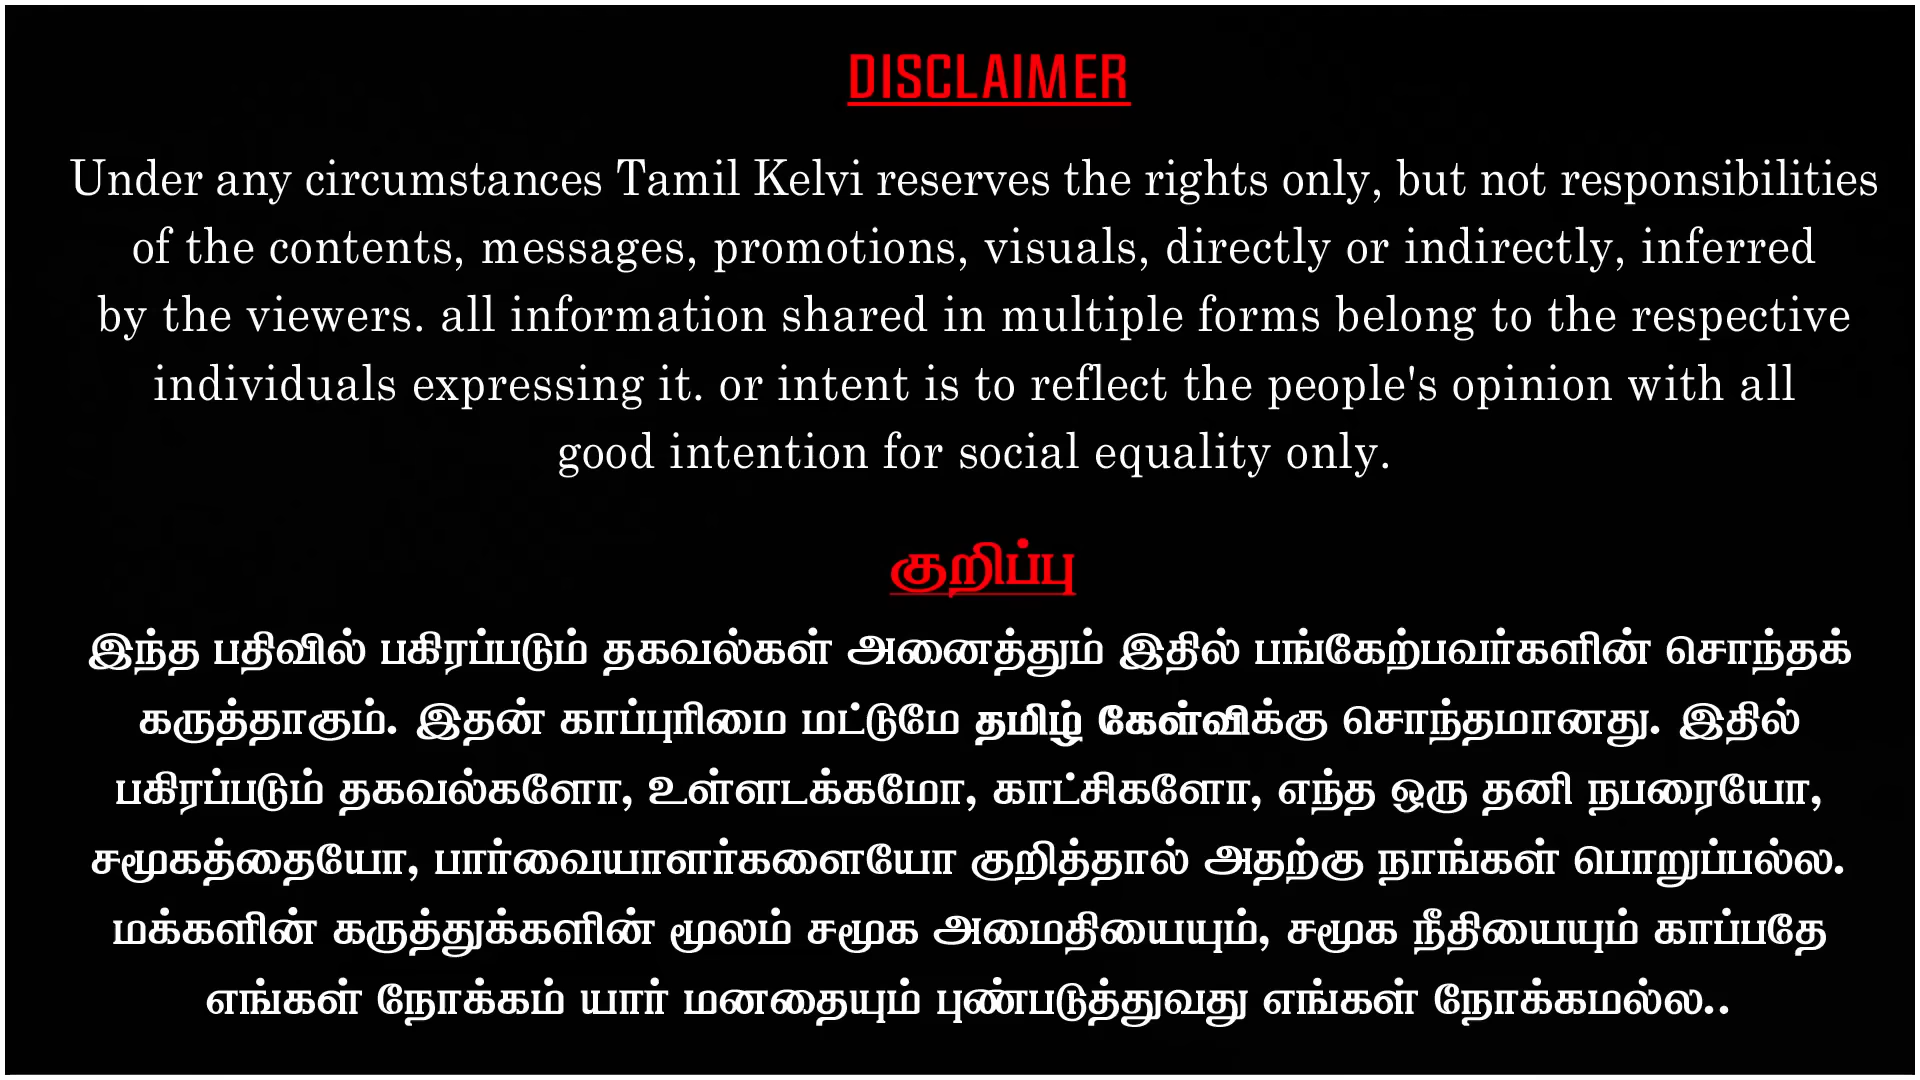 DISCLAIMER
Under any circumstances Tamil Kelvi reserves the rights only, but not responsibilities
of the contents, messages, promotions, visuals, directly or indirectly, inferred
by the viewers. all information shared in multiple forms belong to the respective
individuals expressing it. or intent is to reflect the people's opinion with all
good intention for social equality only.
குறிப்பு
இந்த பதிவில் பகிரப்படும் தகவல்கள் அனைத்தும் இதில் பங்கேற்பவர்களின் சொந்தக்
கருத்தாகும். இதன் காப்புரிமை மட்டுமே தமிழ் கேள்விக்கு சொந்தமானது. இதில்
பகிரப்படும் தகவல்களோ, உள்ளடக்கமோ, காட்சிகளோ, எந்த ஒரு தனி நபரையோ,
சமூகத்தையோ, பார்வையாளர்களையோ குறித்தால் அதற்கு நாங்கள் பொறுப்பல்ல.
மக்களின் கருத்துக்களின் மூலம் சமூக அமைதியையும், சமூக நீதியையும் காப்பதே
எங்கள் நோக்கம் யார் மனதையும் புண்படுத்துவது எங்கள் நோக்கமல்ல..